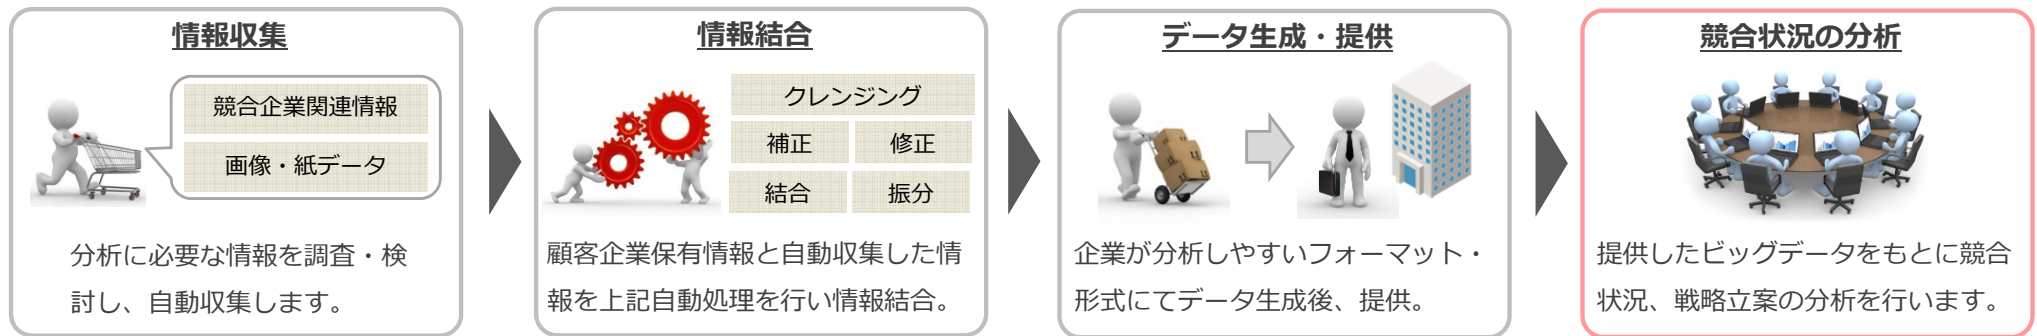 情報収集
競合企業関連情報
画像・紙データ
分析に必要な情報を調査・検
討し、自動収集します。
情報結合
クレンジング
補正
修正
結合
振分
顧客企業保有情報と自動収集した情
報を上記自動処理を行い情報結合。
データ生成・提供
企業が分析しやすいフォーマット・
形式にてデータ生成後、提供。
競合状況の分析
提供したビッグデータをもとに競合
状況、戦略立案の分析を行います。